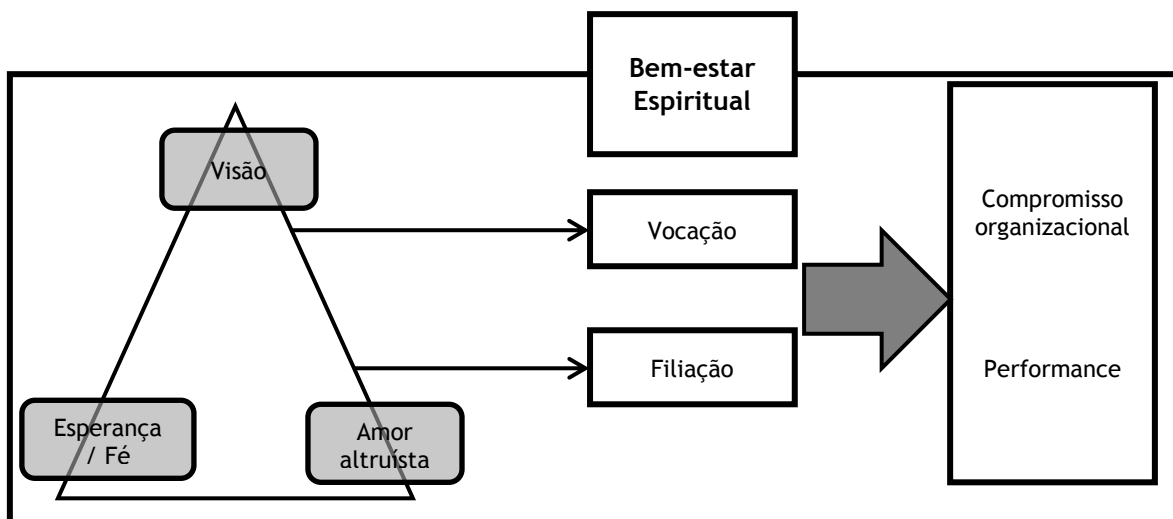 Bem-estar
Espiritual
Visão
Vocação
Compromisso
organizacional
Filiação
Performance
Esperança
/ Fé
Amor
altruísta